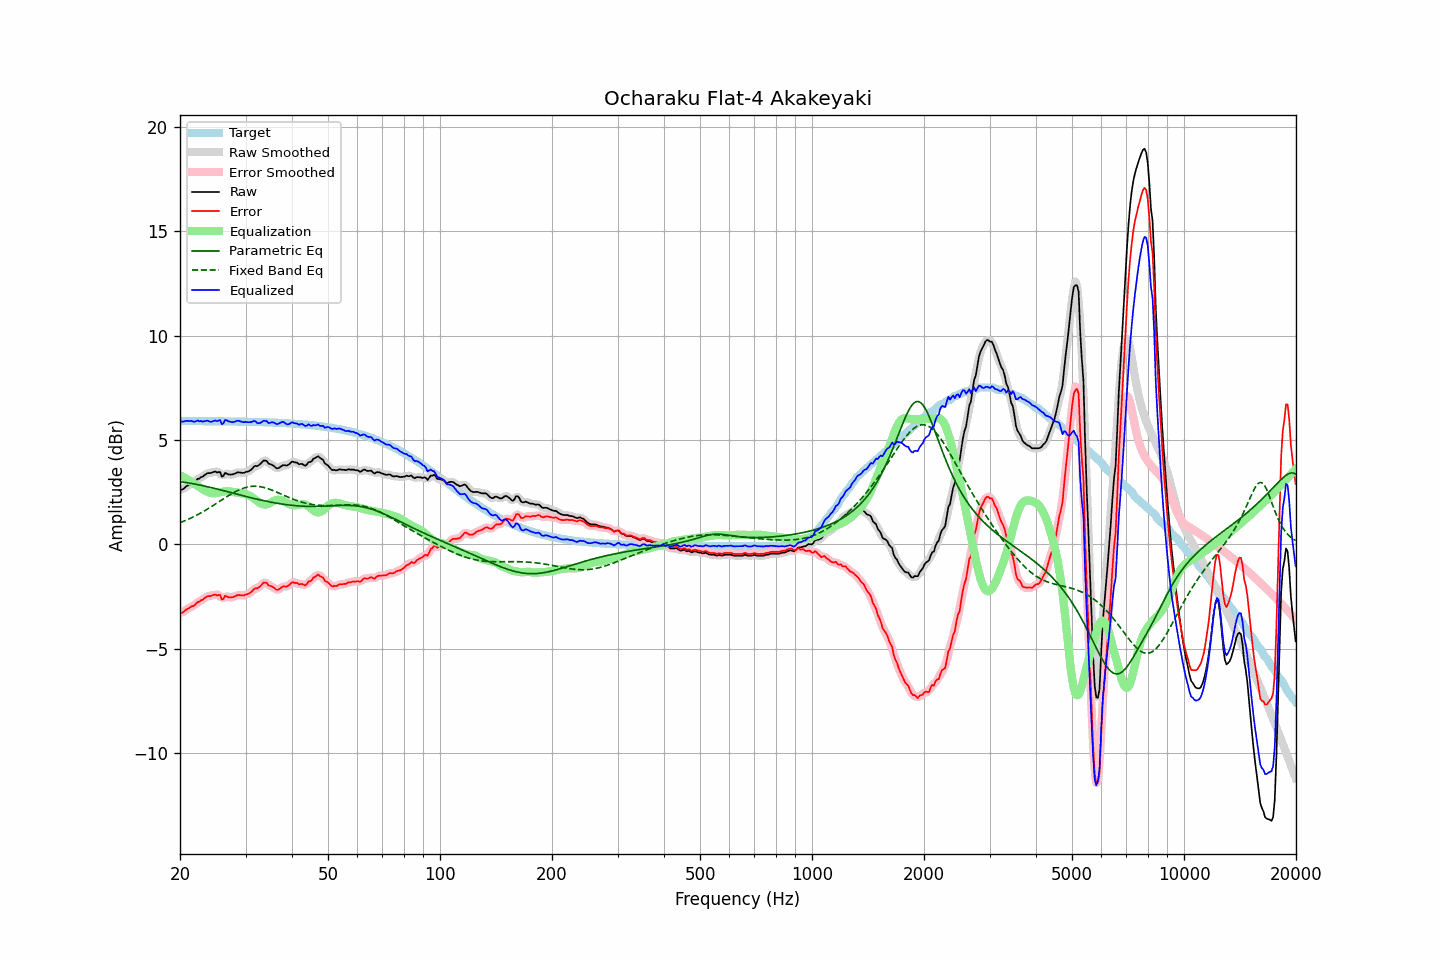 Ocharaku Flat-4 Akakeyaki
Target
Raw Smoothed
Error Smoothed
Raw
Error
Equalization
Parametric Eq
Fixed Band Eq
Equalized
20
15
10
5
0
−5
−10
Amplitude (dBr)
20
50
100
200
500
1000
2000
5000
10000
20000
Frequency (Hz)